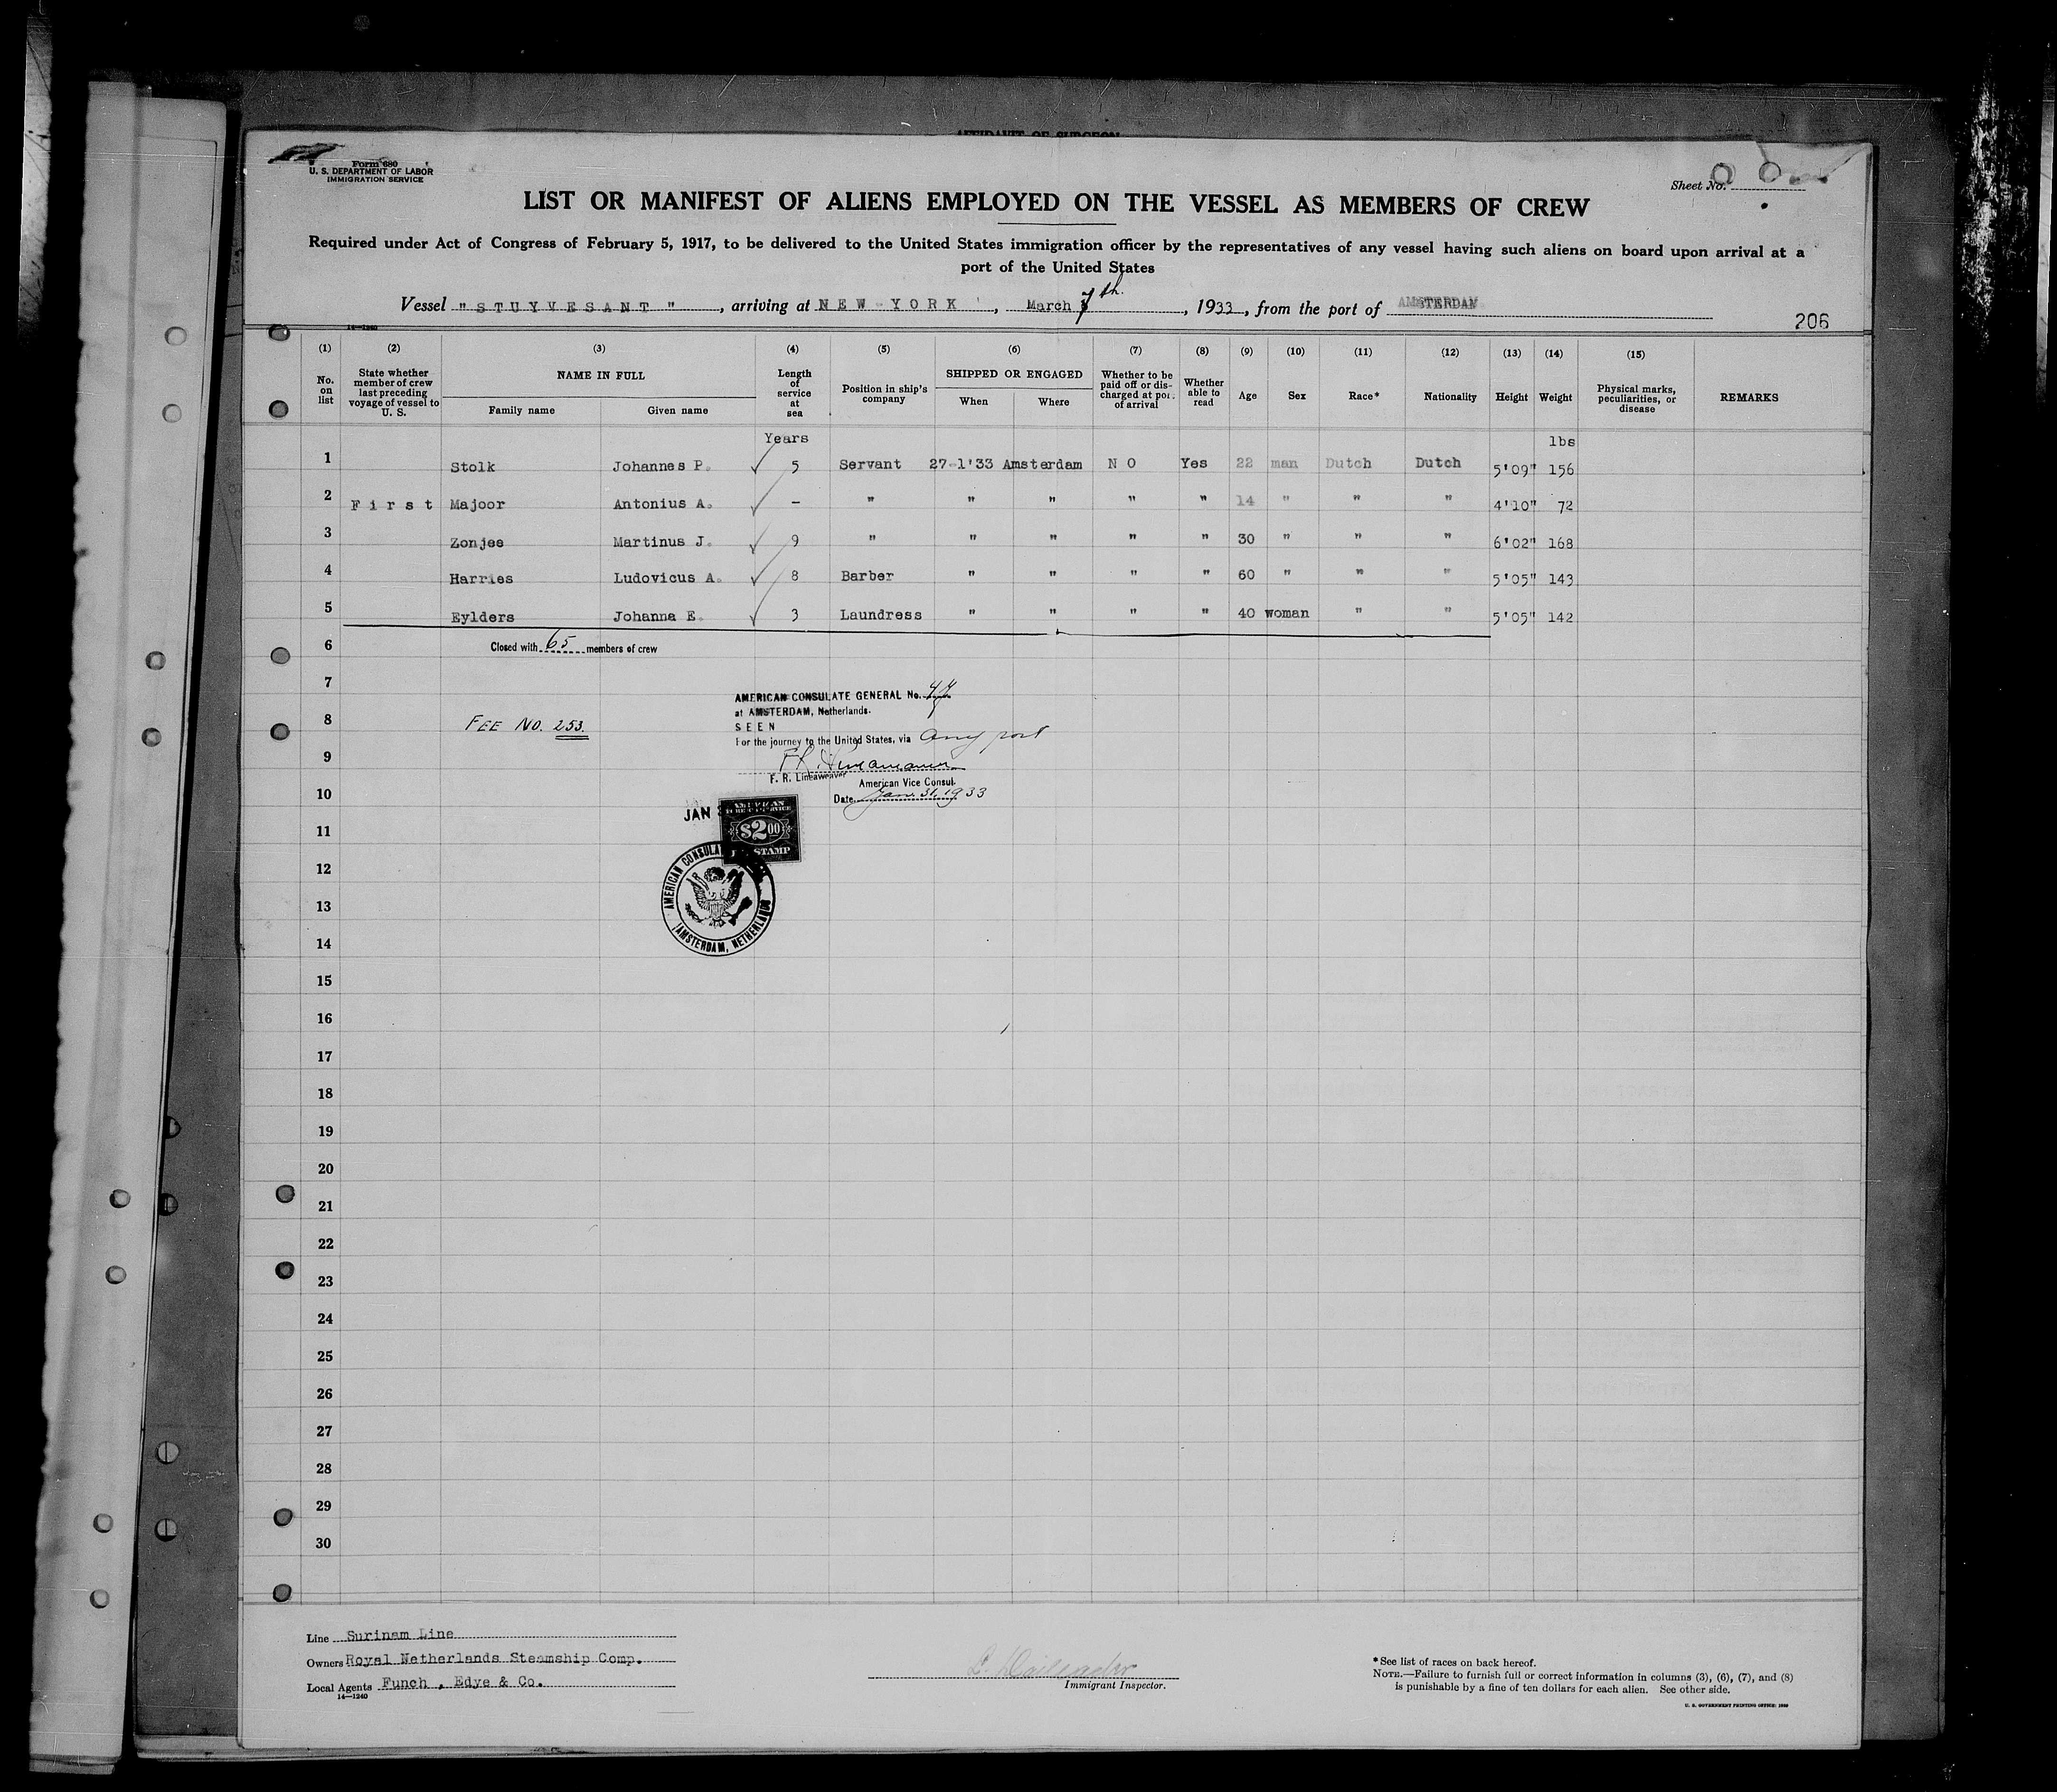 Form 680
U. S. DEPARTMENT OF LABOR
IMMIGRATION SERVICE
Sheet No.
LIST OR MANIFEST OF ALIENS EMPLOYED ON THE VESSEL AS MEMBERS OF CREW
Required under Act of Congress of February 5, 1917, to be delivered to the United States immigration officer by the representatives of any vessel having such aliens on board upon arrival at a
port of the United States
Vessel "STUYVESANT", arriving at NEW YORK, March 7th, 1933, from the port of AMSTERDAM
14-1240
206
(1) (2) (3) (4) (5) (6) (7) (8) (9) (10) (11) (12) (13) (14) (15)
No. on list
State whether member of crew last preceding voyage of vessel to U. S.
NAME IN FULL
Family name Given name
Length of service at sea
Position in ship's company
SHIPPED OR ENGAGED
When Where
Whether to be paid off or discharged at port of arrival
Whether able to read
Age Sex Race* Nationality Height Weight
Physical marks, peculiarities, or disease
REMARKS
Years lbs
1 Stolk Johannes P. 5 Servant 27-1'33 Amsterdam NO Yes 22 man Dutch Dutch 5'09" 156
2 First Majoor Antonius A. - " " " " " 14 " " " 4'10" 72
3 Zonjee Martinus J. 9 " " " " " 30 " " " 6'02" 168
4 Harries Ludovicus A. 8 Barber " " " " 60 " " " 5'05" 143
5 Eylders Johanna E. 3 Laundress " " " " 40 woman " " 5'05" 142
6 Closed with 65 members of crew
7
AMERICAN CONSULATE GENERAL No.
at AMSTERDAM, Netherlands.
8 FEE NO. 253.
SEEN
For the journey to the United States, via any port
9
F. R. Lineaweaver
American Vice Consul.
10
Date Jan. 31, 1933
JAN
AMERICAN
$2.00
STAMP
11
12
AMERICAN CONSULA
AMSTERDAM, NETHERLANDS
13
14
15
16
17
18
19
20
21
22
23
24
25
26
27
28
29
30
Line Surinam Line
Owners Royal Netherlands Steamship Comp.
Local Agents Funch, Edye & Co.
14-1240
Immigrant Inspector.
*See list of races on back hereof.
NOTE.—Failure to furnish full or correct information in columns (3), (6), (7), and (8)
is punishable by a fine of ten dollars for each alien. See other side.